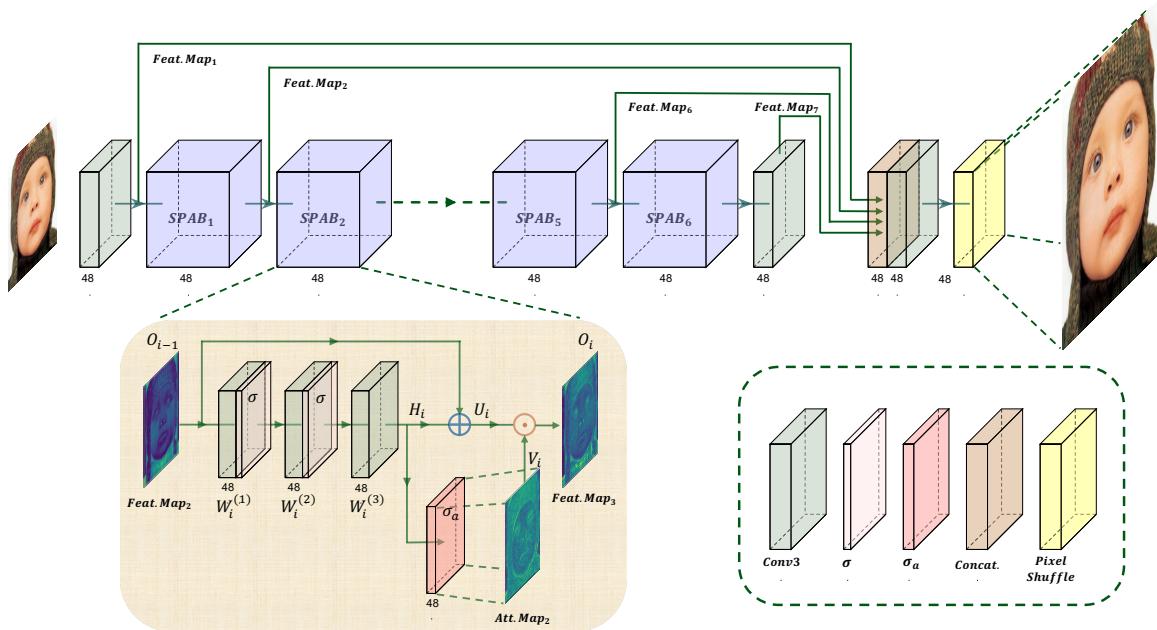 Feat.Map₁
Feat.Map₂
Feat.Map₆
Feat.Map₇
SPAB₁
SPAB₂
SPAB₅
SPAB₆
48
48
48
48
48
48
48
48
48
O_{i−1}
σ
σ
H_i
U_i
O_i
V_i
σ_a
48
48
48
Feat.Map₂
W_i^{(1)}
W_i^{(2)}
W_i^{(3)}
Feat.Map₃
48
Att.Map₂
Conv3
σ
σ_a
Concat.
Pixel
Shuffle